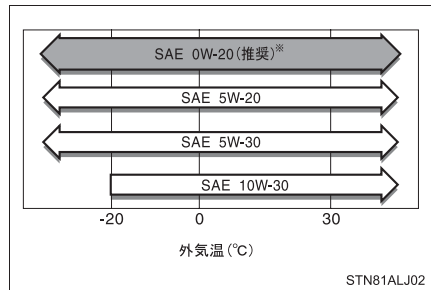 SAE 0W-20(推奨)※
SAE 5W-20
SAE 5W-30
SAE 10W-30
-20 0 30
外気温(℃)
STN81ALJ02